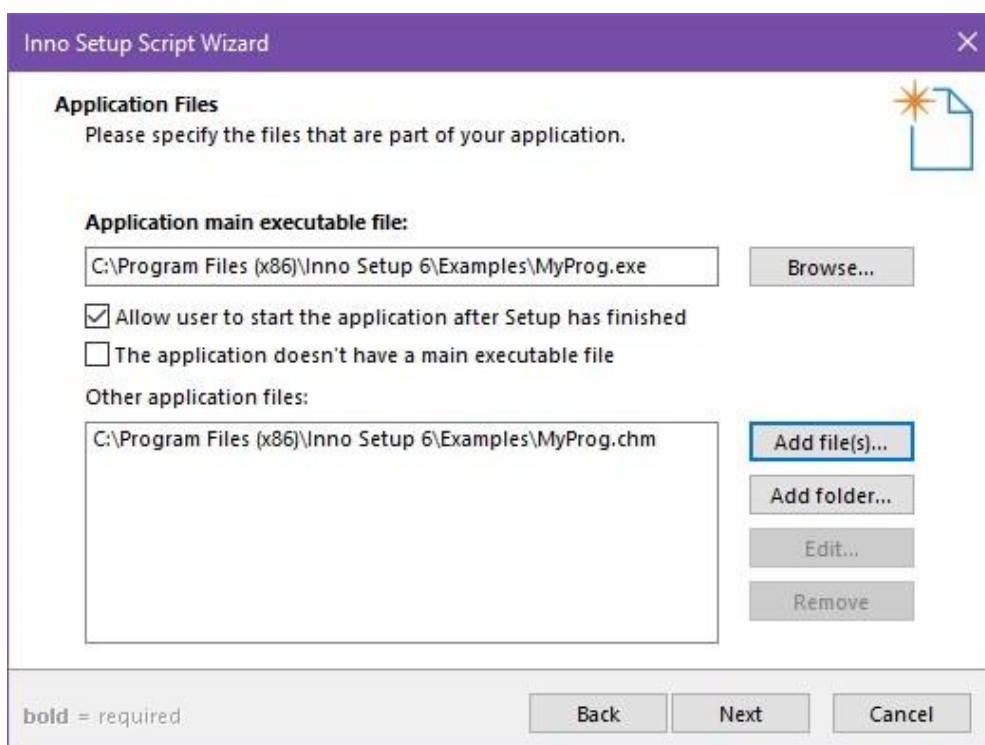 Inno Setup Script Wizard
Application Files
Please specify the files that are part of your application.
Application main executable file:
C:\Program Files (x86)\Inno Setup 6\Examples\MyProg.exe
Browse...
Allow user to start the application after Setup has finished
The application doesn't have a main executable file
Other application files:
C:\Program Files (x86)\Inno Setup 6\Examples\MyProg.chm
Add file(s)...
Add folder...
Edit...
Remove
bold = required
Back
Next
Cancel